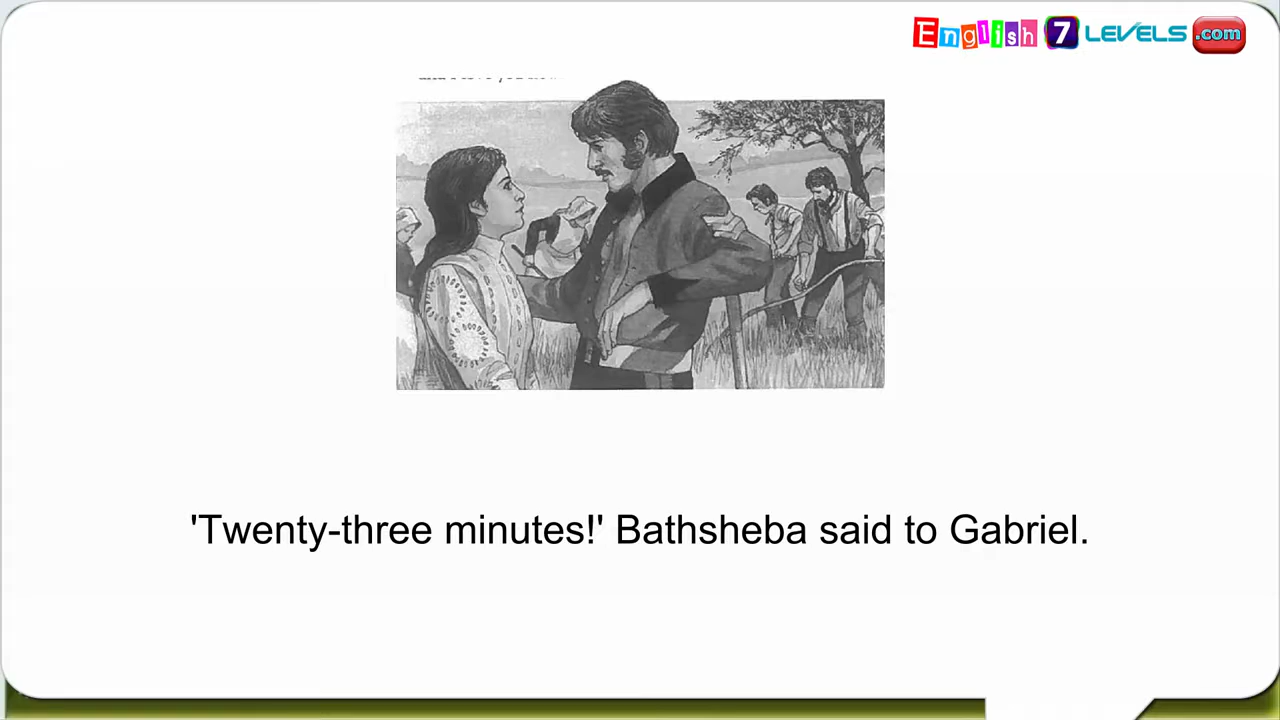 English 7 LEVELS .com
'Twenty-three minutes!' Bathsheba said to Gabriel.